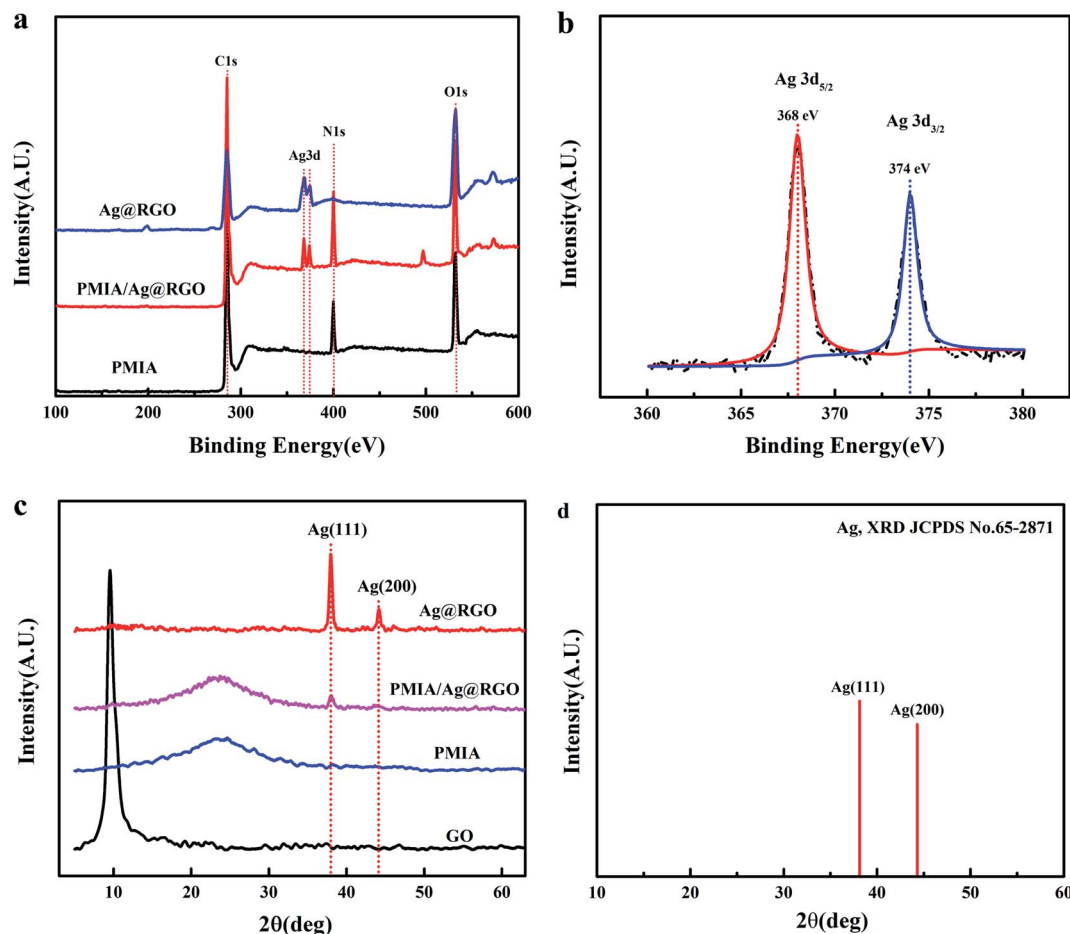 a
C1s
O1s
N1s
Ag3d
Ag@RGO
PMIA/Ag@RGO
PMIA
Intensity(A.U.)
100 200 300 400 500 600
Binding Energy(eV)
b
Ag 3d5/2
368 eV
Ag 3d3/2
374 eV
Intensity(A.U.)
360 365 370 375 380
Binding Energy(eV)
c
Ag(111)
Ag(200)
Ag@RGO
PMIA/Ag@RGO
PMIA
GO
Intensity(A.U.)
10 20 30 40 50 60
2θ(deg)
d
Ag, XRD JCPDS No.65-2871
Ag(111)
Ag(200)
Intensity(A.U.)
10 20 30 40 50 60
2θ(deg)